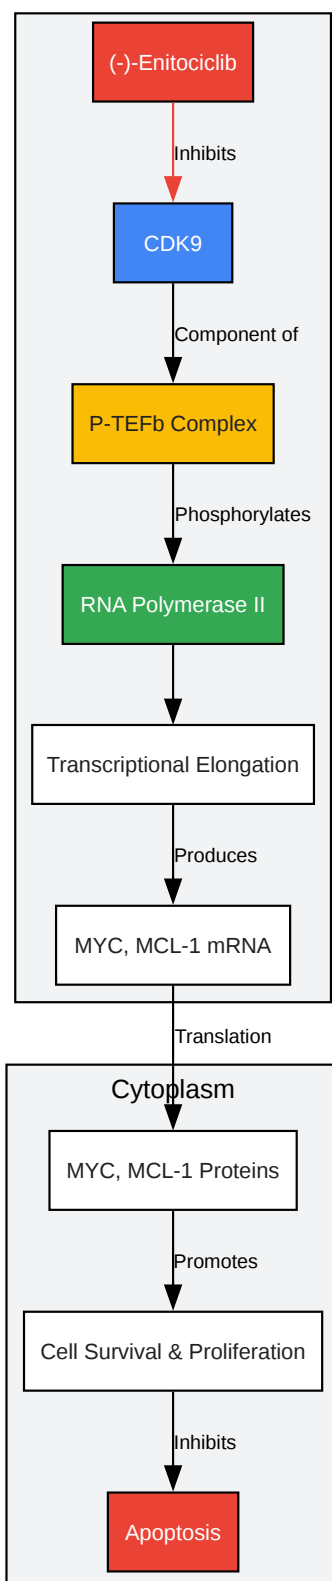 (-)-Enitociclib
Inhibits
CDK9
Component of
P-TEFb Complex
Phosphorylates
RNA Polymerase II
Transcriptional Elongation
Produces
MYC, MCL-1 mRNA
Translation
Cytoplasm
MYC, MCL-1 Proteins
Promotes
Cell Survival & Proliferation
Inhibits
Apoptosis